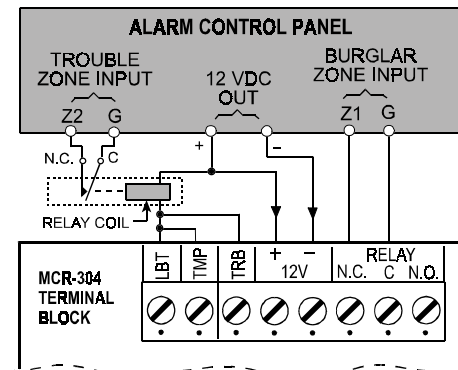 ALARM CONTROL PANEL
TROUBLE
ZONE INPUT
12 VDC
OUT
BURGLAR
ZONE INPUT
Z2 G
Z1 G
+ −
N.C. C
RELAY COIL
MCR-304
TERMINAL
BLOCK
LBT
TMP
TRB
+ −
12V
RELAY
N.C. C N.O.